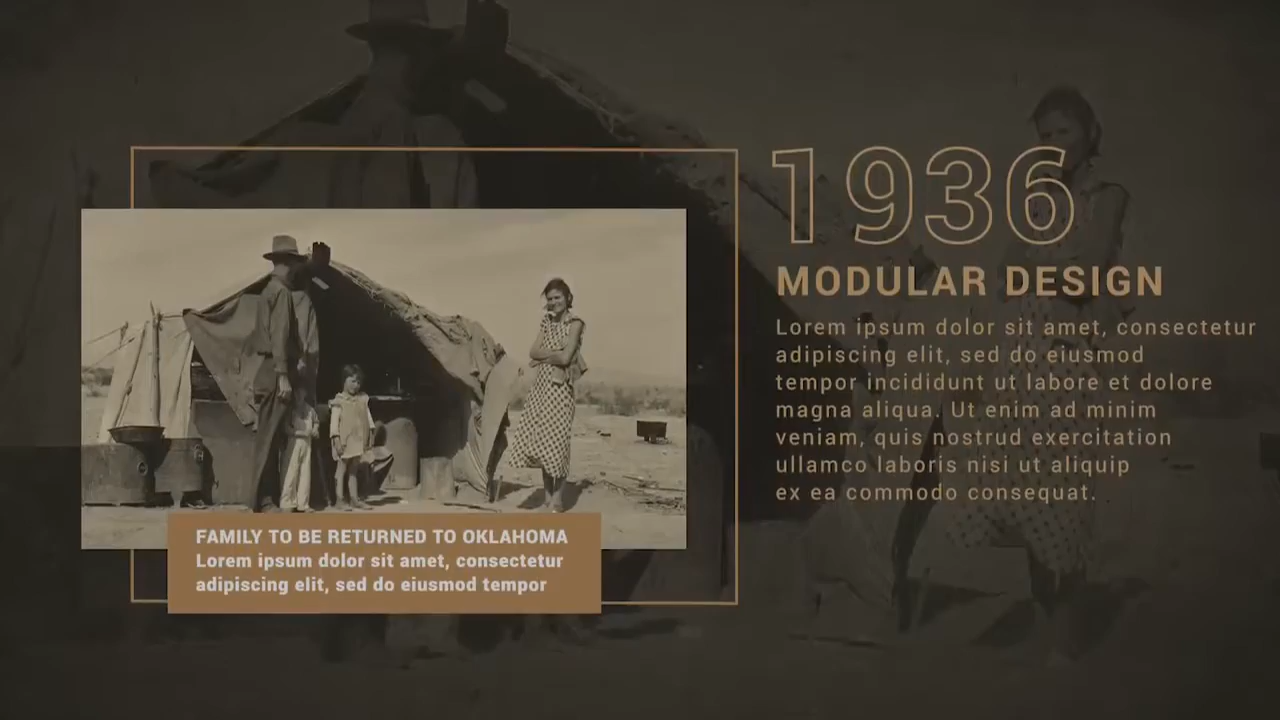 1936
MODULAR DESIGN
Lorem ipsum dolor sit amet, consectetur
adipiscing elit, sed do eiusmod
tempor incididunt ut labore et dolore
magna aliqua. Ut enim ad minim
veniam, quis nostrud exercitation
ullamco laboris nisi ut aliquip
ex ea commodo consequat.
FAMILY TO BE RETURNED TO OKLAHOMA
Lorem ipsum dolor sit amet, consectetur
adipiscing elit, sed do eiusmod tempor